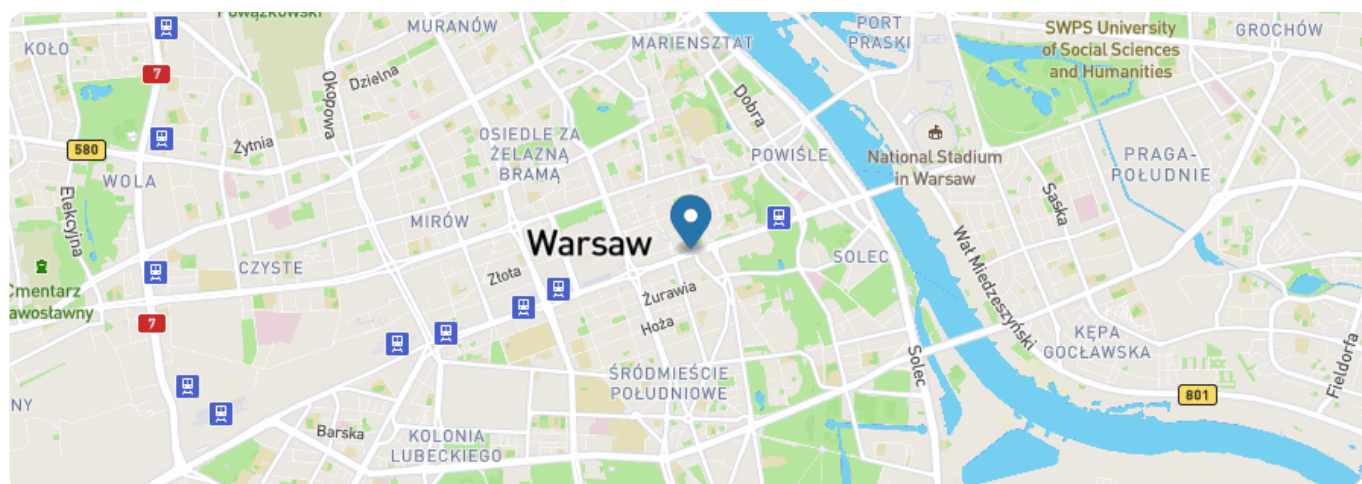 Powązkowski
KOŁO
MURANÓW
MARIENSZTAT
PORT
PRASKI
SWPS University
of Social Sciences
and Humanities
GROCHÓW
7
Okopowa
Dzielna
Dobra
580
Żytnia
OSIEDLE ZA
ŻELAZNĄ
BRAMĄ
POWIŚLE
National Stadium
in Warsaw
PRAGA-
POŁUDNIE
WOLA
Elekcyjna
MIRÓW
Saska
Warsaw
CZYSTE
Złota
SOLEC
Wał Miedzeszyński
Cmentarz
awosławny
Żurawia
Hoża
7
KĘPA
GOCŁAWSKA
Solec
Fieldorfa
ŚRÓDMIEŚCIE
POŁUDNIOWE
NY
801
Barska
KOLONIA
LUBECKIEGO